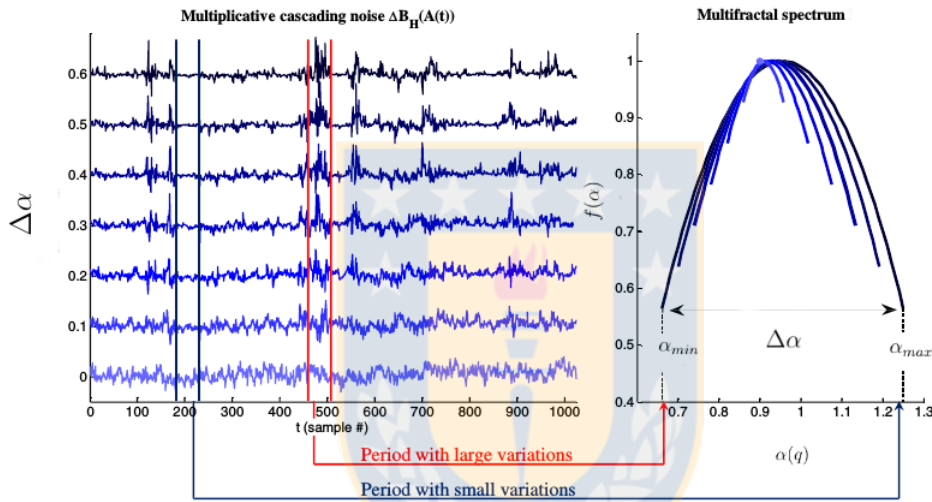 Multiplicative cascading noise ΔB_H(A(t))
Multifractal spectrum
Δα
0.6
0.5
0.4
0.3
0.2
0.1
0
0 100 200 300 400 500 600 700 800 900 1000
t (sample #)
f(α)
1
0.9
0.8
0.7
0.6
0.5
0.4
α_min
Δα
α_max
0.7 0.8 0.9 1 1.1 1.2 1.3
α(q)
Period with large variations
Period with small variations